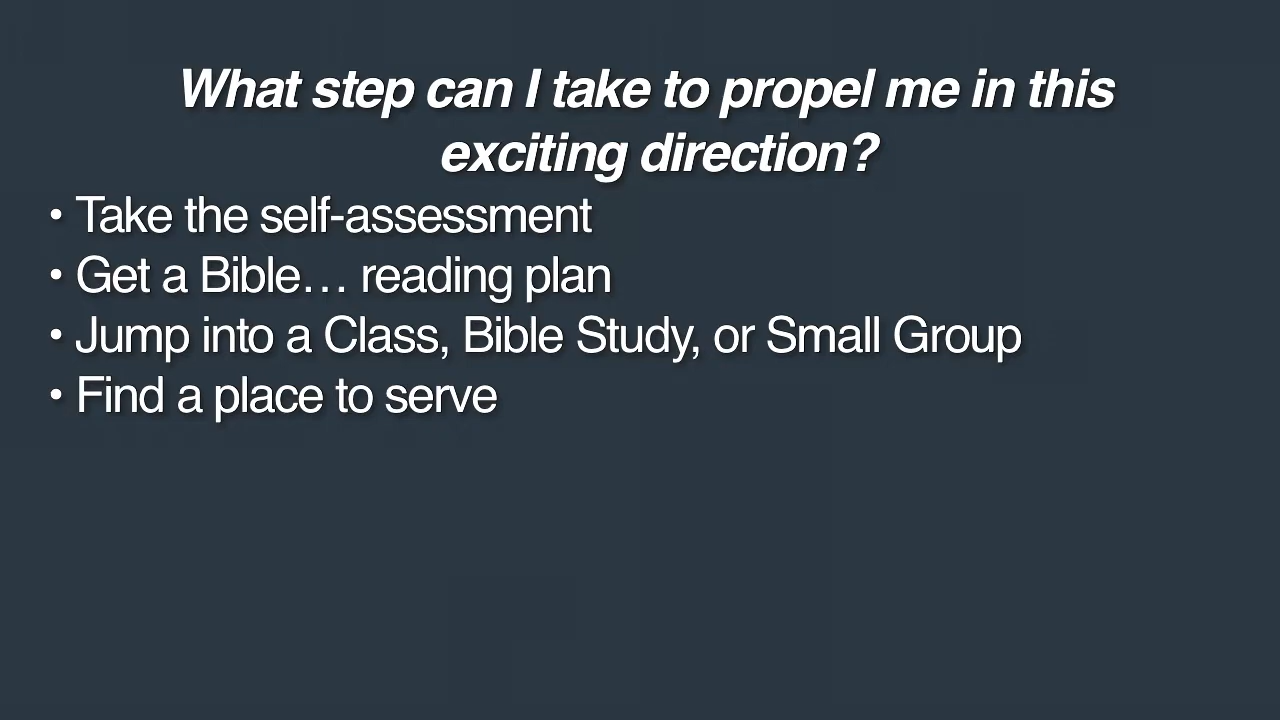 What step can I take to propel me in this
exciting direction?
• Take the self-assessment
• Get a Bible… reading plan
• Jump into a Class, Bible Study, or Small Group
• Find a place to serve